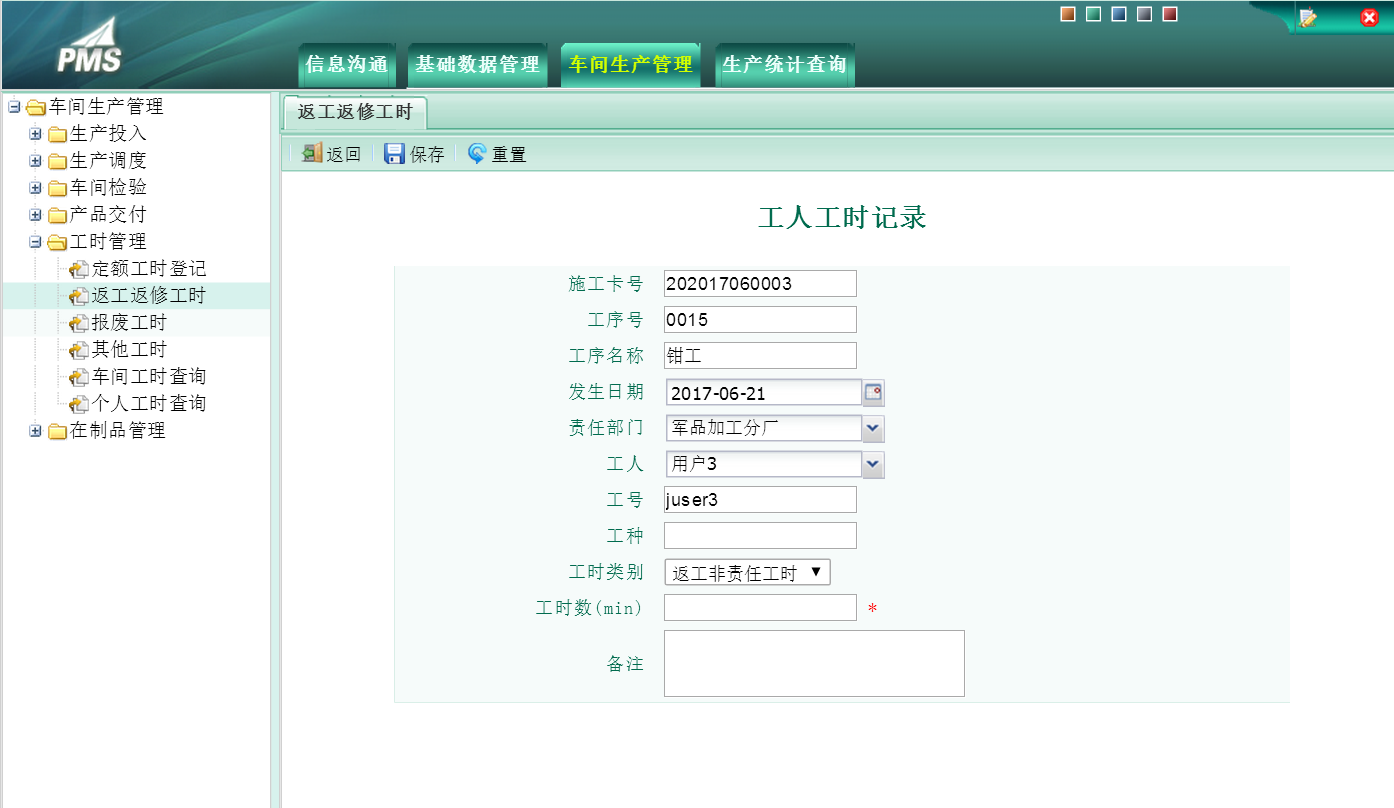 PMS
信息沟通 基础数据管理 车间生产管理 生产统计查询
车间生产管理
生产投入
生产调度
车间检验
产品交付
工时管理
定额工时登记
返工返修工时
报废工时
其他工时
车间工时查询
个人工时查询
在制品管理
返工返修工时
返回 保存 重置
工人工时记录
施工卡号 202017060003
工序号 0015
工序名称 钳工
发生日期 2017-06-21
责任部门 军品加工分厂
工人 用户3
工号 juser3
工种
工时类别 返工非责任工时
工时数(min) *
备注